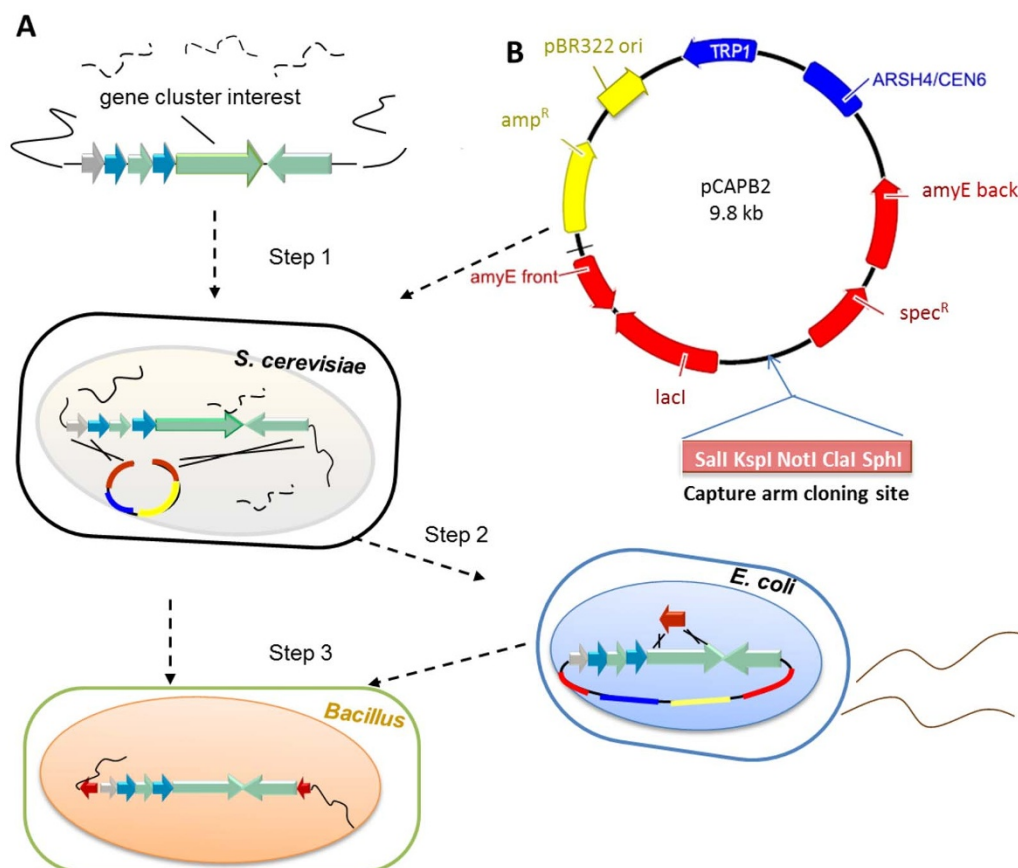 A
gene cluster interest
Step 1
S. cerevisiae
Step 2
E. coli
Step 3
Bacillus
B
pBR322 ori
TRP1
ARSH4/CEN6
ampR
pCAPB2
9.8 kb
amyE back
amyE front
specR
lacI
SalI KspI NotI ClaI SphI
Capture arm cloning site